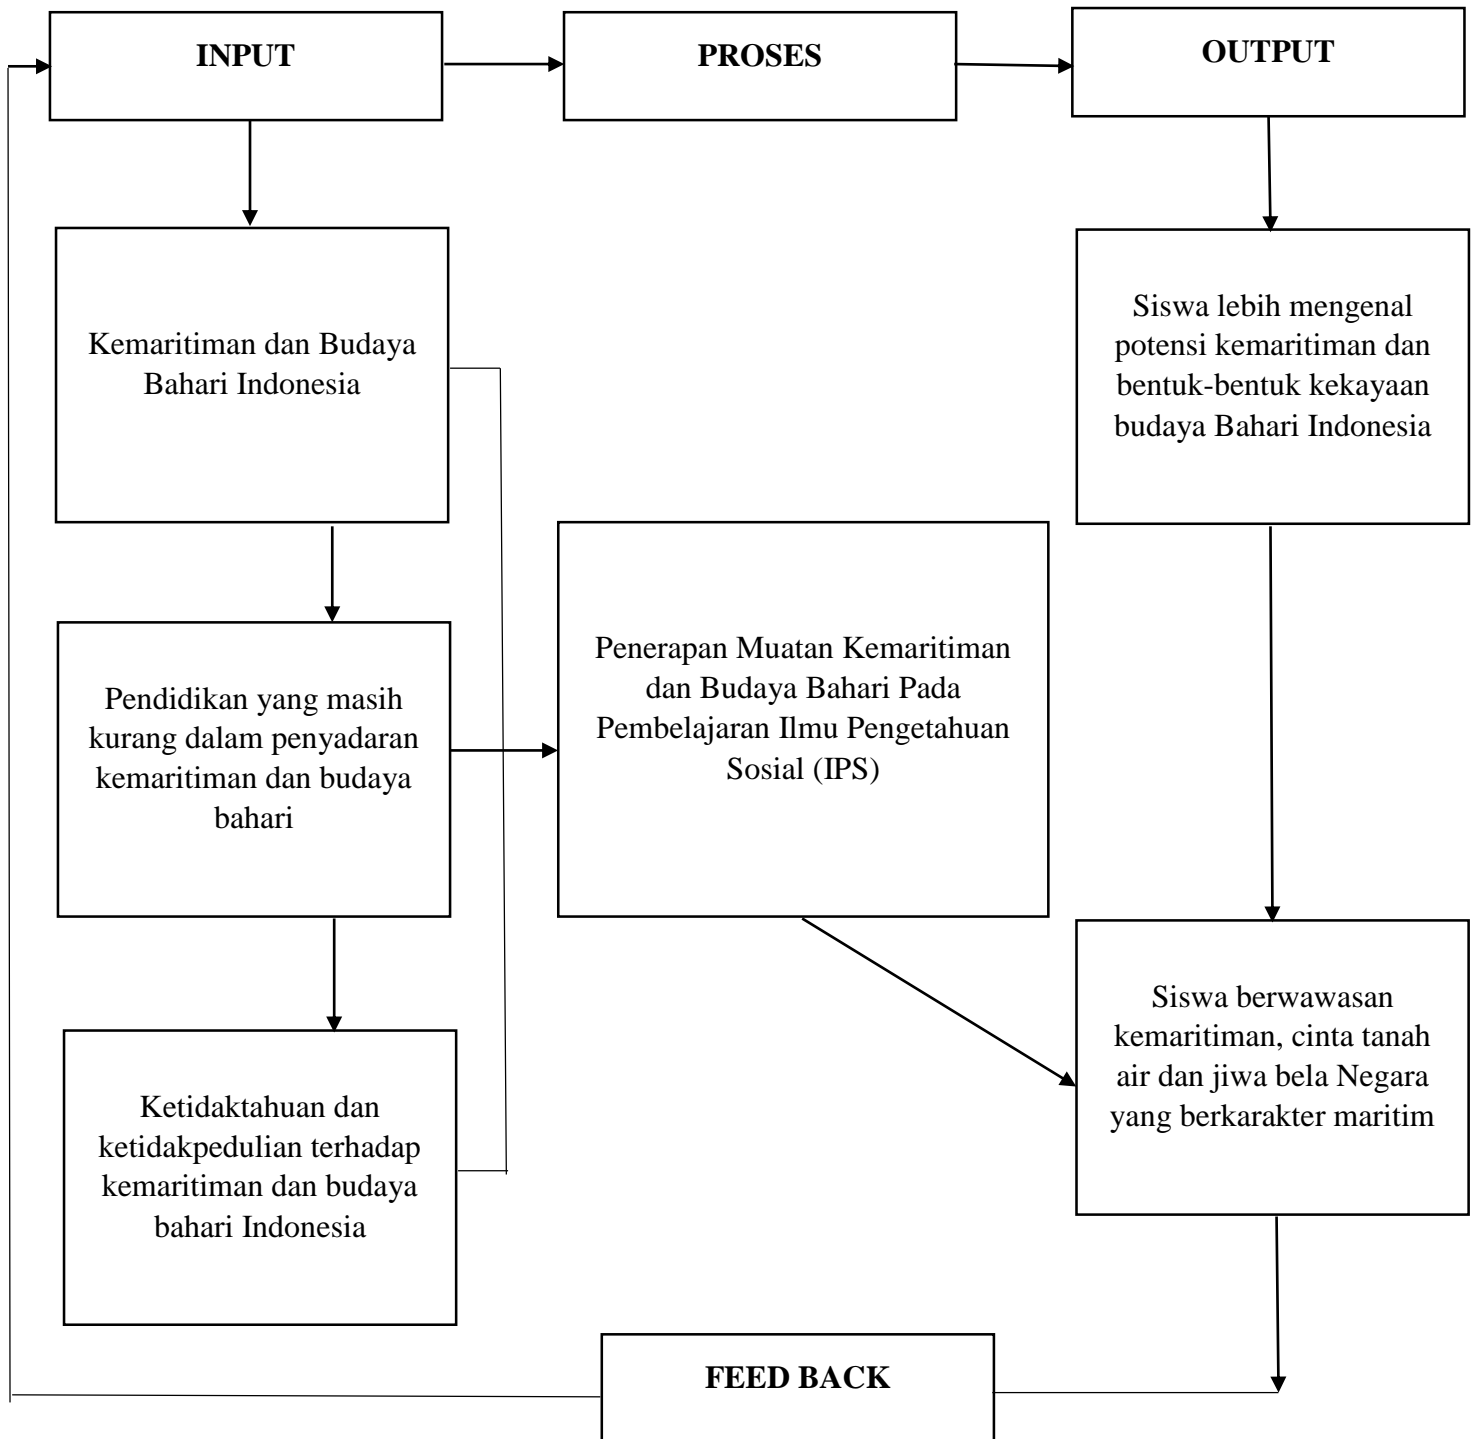 INPUT
PROSES
OUTPUT
Kemaritiman dan Budaya
Bahari Indonesia
Siswa lebih mengenal
potensi kemaritiman dan
bentuk-bentuk kekayaan
budaya Bahari Indonesia
Pendidikan yang masih
kurang dalam penyadaran
kemaritiman dan budaya
bahari
Penerapan Muatan Kemaritiman
dan Budaya Bahari Pada
Pembelajaran Ilmu Pengetahuan
Sosial (IPS)
Ketidaktahuan dan
ketidakpedulian terhadap
kemaritiman dan budaya
bahari Indonesia
Siswa berwawasan
kemaritiman, cinta tanah
air dan jiwa bela Negara
yang berkarakter maritim
FEED BACK